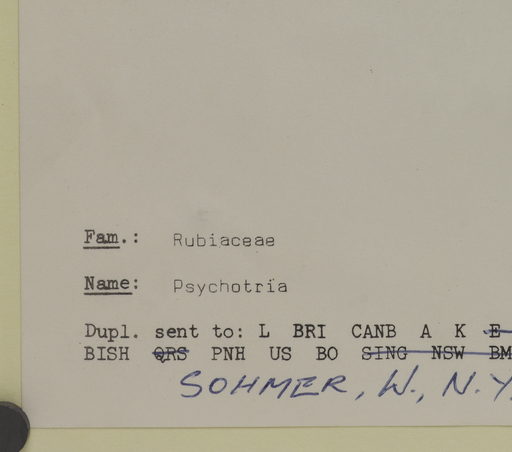 Fam.: Rubiaceae
Name: Psychotria
Dupl. sent to: L BRI CANB A K E
BISH QRS PNH US BO SING NSW BM
SOHMER, W., N.Y.